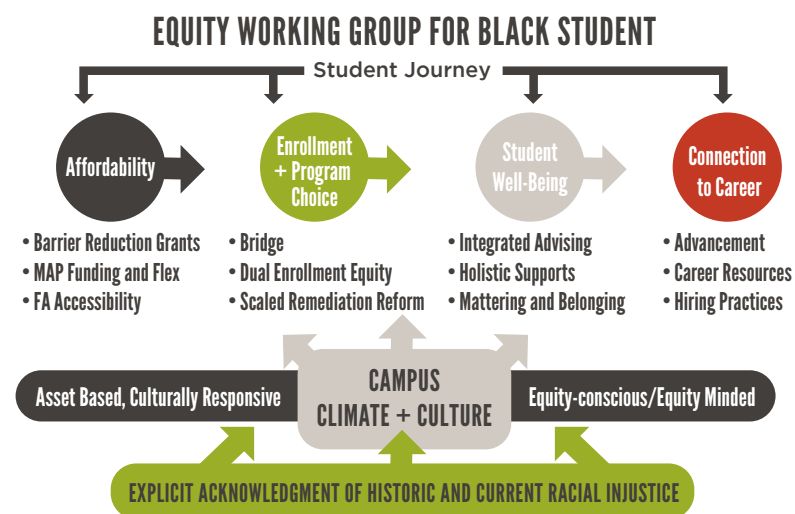 EQUITY WORKING GROUP FOR BLACK STUDENT
Student Journey
Affordability
• Barrier Reduction Grants
• MAP Funding and Flex
• FA Accessibility
Enrollment
+ Program
Choice
• Bridge
• Dual Enrollment Equity
• Scaled Remediation Reform
Student
Well-Being
• Integrated Advising
• Holistic Supports
• Mattering and Belonging
Connection
to Career
• Advancement
• Career Resources
• Hiring Practices
Asset Based, Culturally Responsive
CAMPUS
CLIMATE + CULTURE
Equity-conscious/Equity Minded
EXPLICIT ACKNOWLEDGMENT OF HISTORIC AND CURRENT RACIAL INJUSTICE